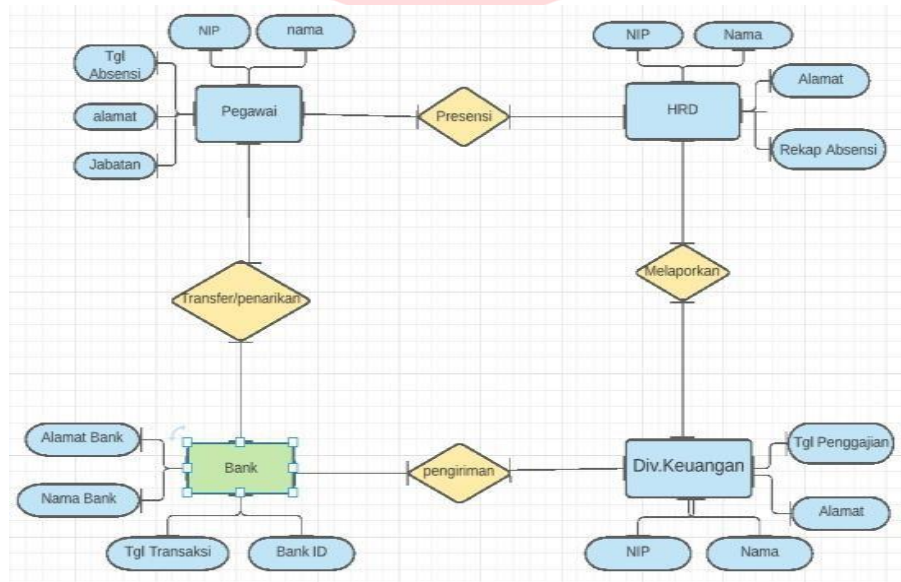 NIP
nama
NIP
Nama
Tgl
Absensi
alamat
Jabatan
Pegawai
Presensi
HRD
Alamat
Rekap Absensi
Transfer/penarikan
Melaporkan
Alamat Bank
Nama Bank
Bank
pengiriman
Div.Keuangan
Tgl Penggajian
Alamat
Tgl Transaksi
Bank ID
NIP
Nama